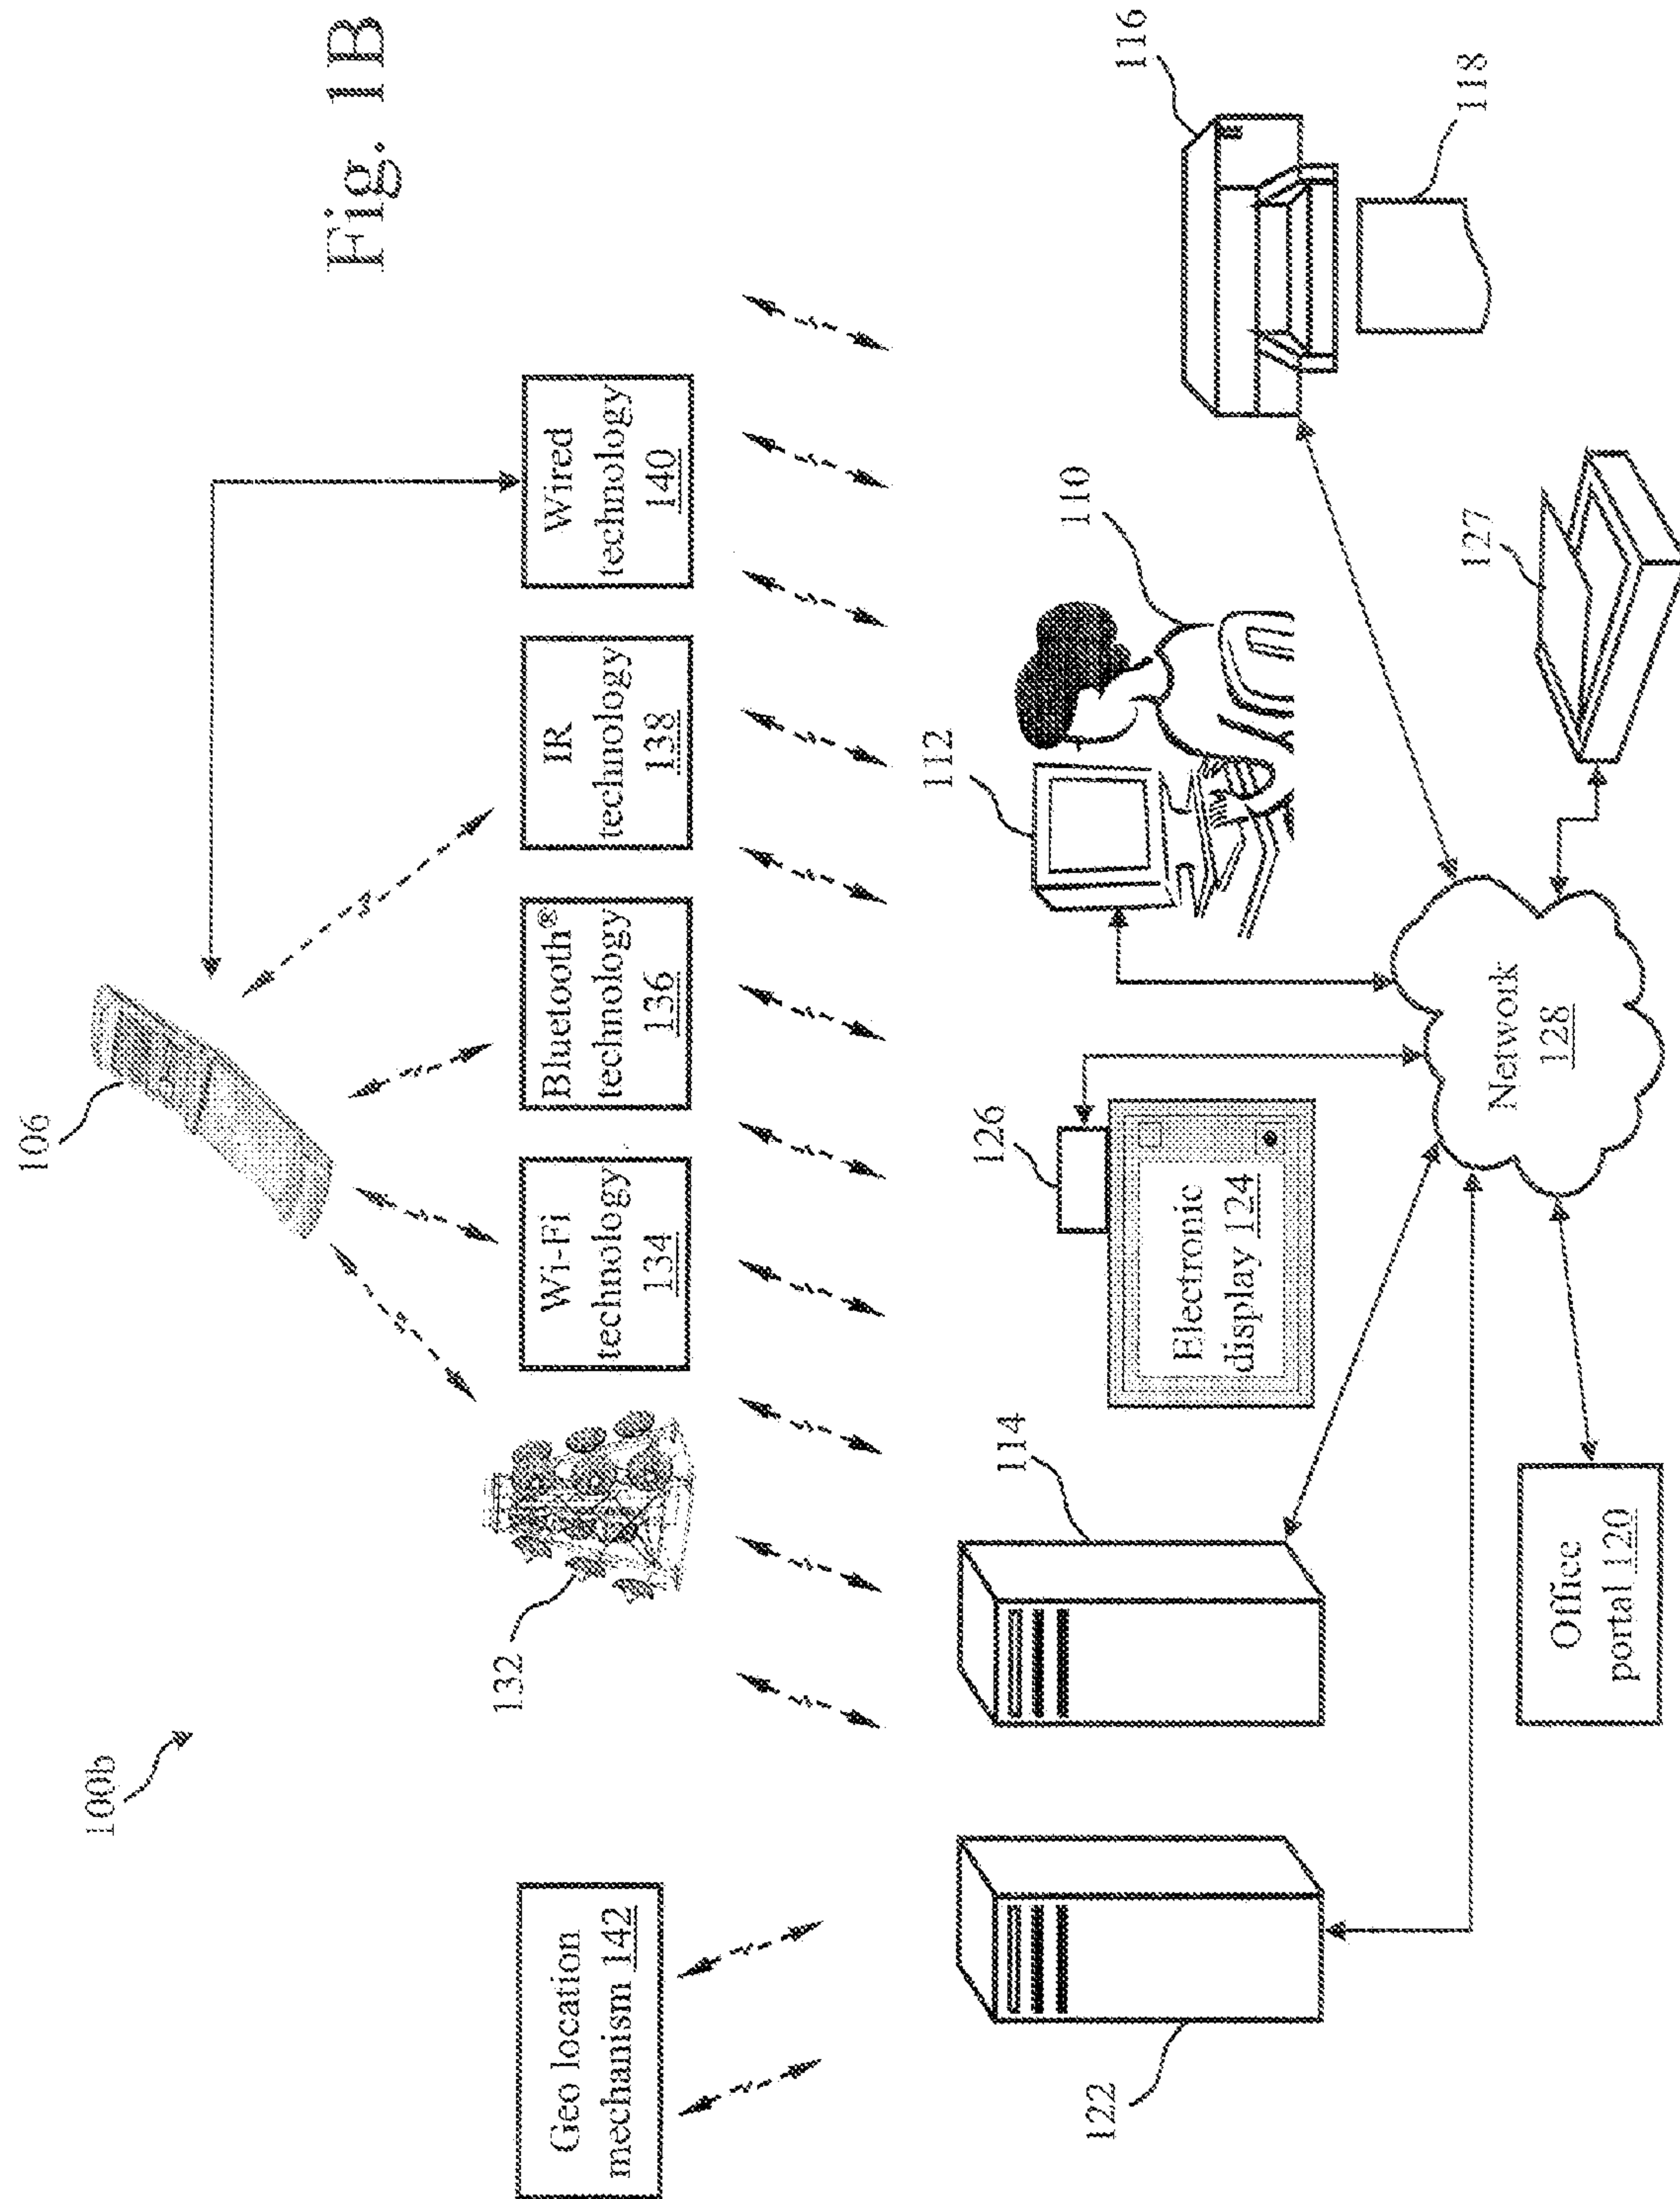 Fig. 1B
100b
106
Geo location
mechanism 142
132
Wi-Fi
technology
134
Bluetooth®
technology
136
IR
technology
138
Wired
technology
140
122
114
126
Electronic
display 124
112
110
116
118
127
Office
portal 120
Network
128